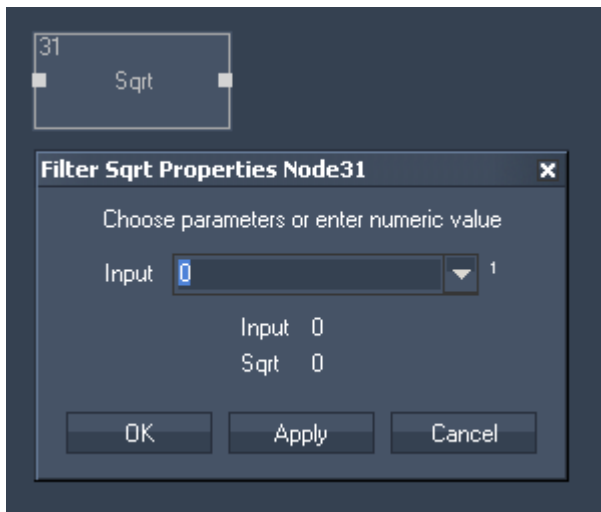 31
Sqrt
Filter Sqrt Properties Node31
Choose parameters or enter numeric value
Input 0 1
Input 0
Sqrt 0
OK Apply Cancel